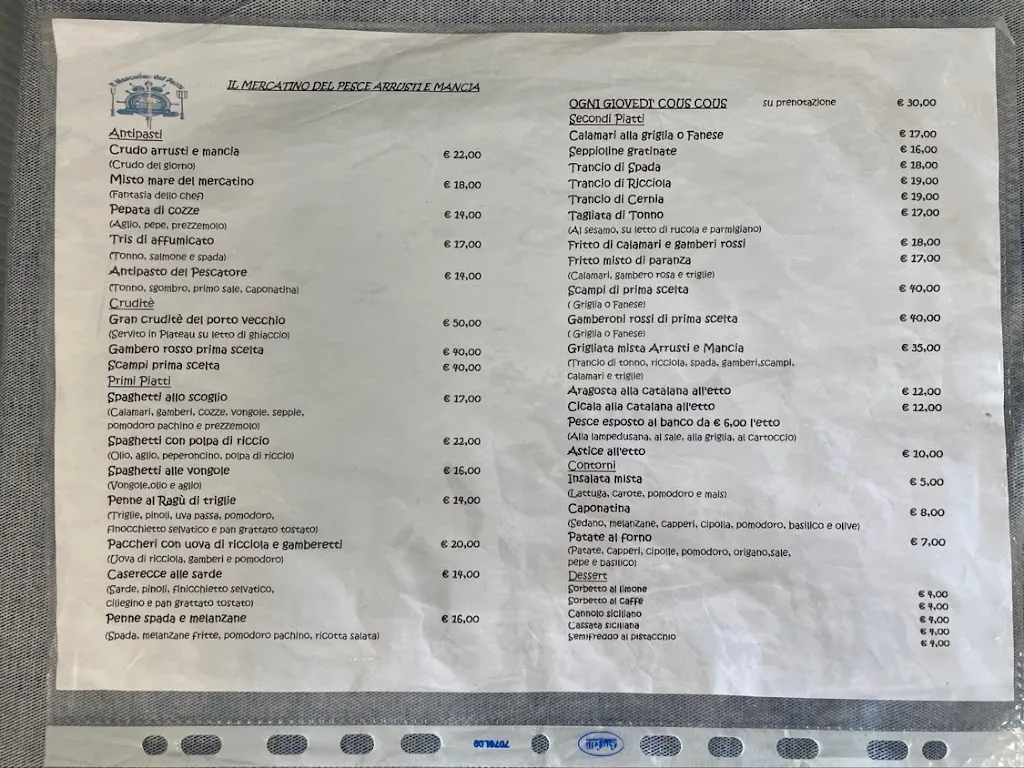 Il Mercatino del Pesce
IL MERCATINO DEL PESCE ARRUSTI E MANCIA
Antipasti
Crudo arrusti e mancia € 22,00
(Crudo del giorno)
Misto mare del mercatino € 18,00
(Fantasia dello chef)
Pepata di cozze € 14,00
(Aglio, pepe, prezzemolo)
Tris di affumicato € 17,00
(Tonno, salmone e spada)
Antipasto del Pescatore € 14,00
(Tonno, sgombro, primo sale, caponatina)
Cruditè
Gran cruditè del porto vecchio € 50,00
(Servito in Plateau su letto di ghiaccio)
Gambero rosso prima scelta € 40,00
Scampi prima scelta € 40,00
Primi Piatti
Spaghetti allo scoglio € 17,00
(Calamari, gamberi, cozze, vongole, seppie,
pomodoro pachino e prezzemolo)
Spaghetti con polpa di riccio € 22,00
(Olio, aglio, peperoncino, polpa di riccio)
Spaghetti alle vongole € 16,00
(Vongole,olio e aglio)
Penne al Ragù di triglie € 14,00
(Triglie, pinoli, uva passa, pomodoro,
finocchietto selvatico e pan grattato tostato)
Paccheri con uova di ricciola e gamberetti € 20,00
(Uova di ricciola, gamberi e pomodoro)
Caserecce alle sarde € 14,00
(Sarde, pinoli, finicchietto selvatico,
ciliegino e pan grattato tostato)
Penne spada e melanzane € 16,00
(Spada, melanzane fritte, pomodoro pachino, ricotta salata)
OGNI GIOVEDI' COUS COUS su prenotazione € 30,00
Secondi Piatti
Calamari alla griglia o Fanese € 17,00
Seppioline gratinate € 16,00
Trancio di Spada € 18,00
Trancio di Ricciola € 19,00
Trancio di Cernia € 19,00
Tagliata di Tonno € 17,00
(Al sesamo, su letto di rucola e parmigiano)
Fritto di calamari e gamberi rossi € 18,00
Fritto misto di paranza € 17,00
(Calamari, gambero rosa e triglie)
Scampi di prima scelta € 40,00
( Griglia o Fanese)
Gamberoni rossi di prima scelta € 40,00
( Griglia o Fanese)
Grigliata mista Arrusti e Mancia € 35,00
(Trancio di tonno, ricciola, spada, gamberi,scampi,
calamari e triglie)
Aragosta alla catalana all'etto € 12,00
Cicala alla catalana all'etto € 12,00
Pesce esposto al banco da € 6,00 l'etto
(Alla lampedusana, al sale, alla griglia, al cartoccio)
Astice all'etto € 10,00
Contorni
Insalata mista € 5,00
(Lattuga, carote, pomodoro e mais)
Caponatina € 8,00
(Sedano, melanzane, capperi, cipolla, pomodoro, basilico e olive)
Patate al forno € 7,00
(Patate, capperi, cipolle, pomodoro, origano,sale,
pepe e basilico)
Dessert
Sorbetto al limone € 4,00
Sorbetto al caffe € 4,00
Cannolo siciliano € 4,00
Cassata siciliana € 4,00
Semifreddo al pistacchio € 4,00